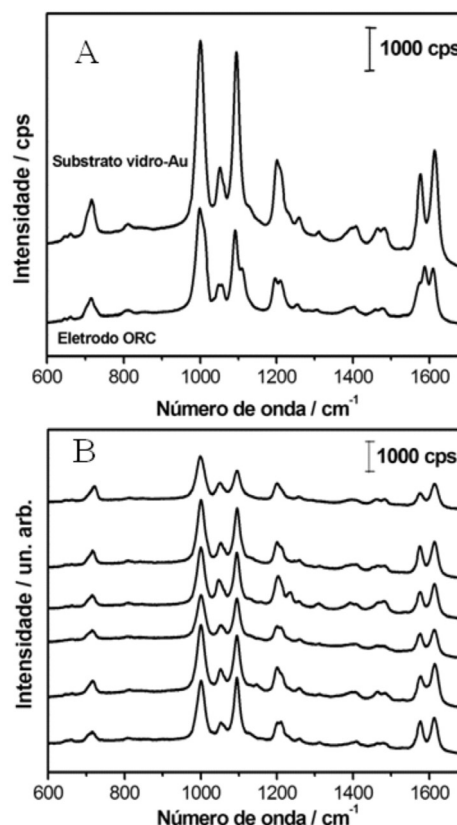 A
1000 cps
Substrato vidro-Au
Eletrodo ORC
Intensidade / cps
600 800 1000 1200 1400 1600
Número de onda / cm-1
B
1000 cps
Intensidade / un. arb.
600 800 1000 1200 1400 1600
Número de onda / cm-1